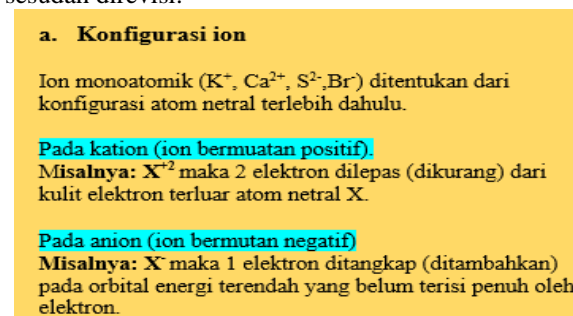 sesudah direvisi.
a. Konfigurasi ion
Ion monoatomik (K⁺, Ca²⁺, S²⁻,Br⁻) ditentukan dari
konfigurasi atom netral terlebih dahulu.
Pada kation (ion bermuatan positif).
Misalnya: X⁺² maka 2 elektron dilepas (dikurang) dari
kulit elektron terluar atom netral X.
Pada anion (ion bermutan negatif)
Misalnya: X⁻ maka 1 elektron ditangkap (ditambahkan)
pada orbital energi terendah yang belum terisi penuh oleh
elektron.